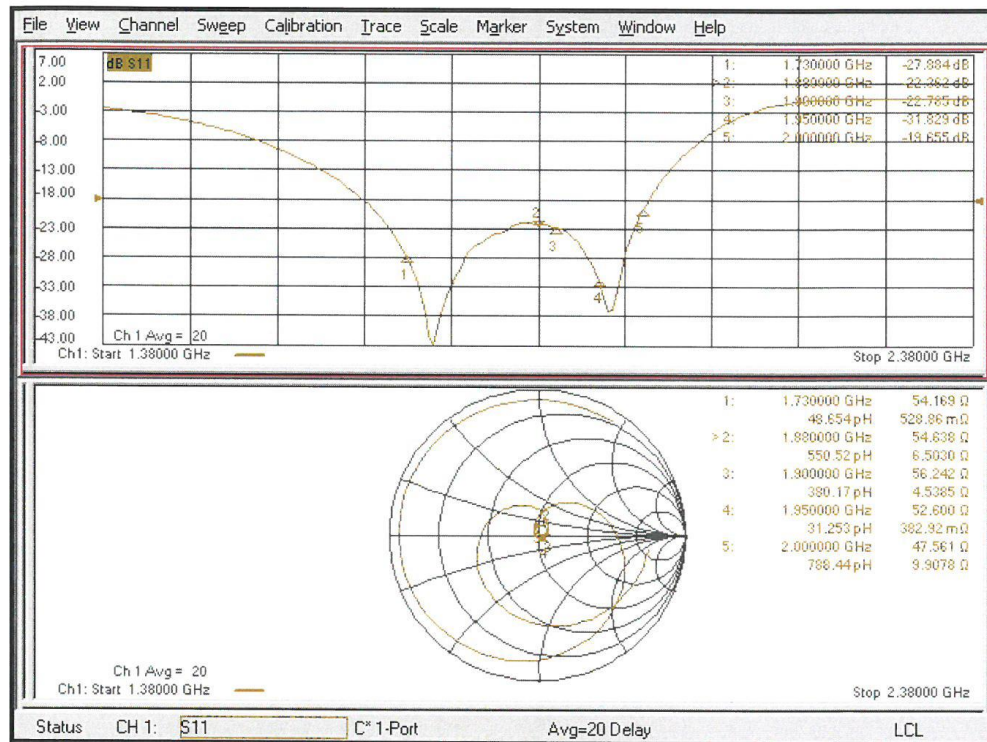 File View Channel Sweep Calibration Trace Scale Marker System Window Help
7.00
2.00
-3.00
-8.00
-13.00
-18.00
-23.00
-28.00
-33.00
-38.00
-43.00
dB S11
1: 1.730000 GHz -27.884 dB
>2: 1.880000 GHz -22.362 dB
3: 1.900000 GHz -22.785 dB
4: 1.950000 GHz -31.829 dB
5: 2.000000 GHz -19.655 dB
1
2
3
4
5
Ch 1 Avg = 20
Ch1: Start 1.38000 GHz
Stop 2.38000 GHz
1: 1.730000 GHz 54.169 Ω
48.654 pH 528.86 mΩ
>2: 1.880000 GHz 54.638 Ω
550.52 pH 6.5030 Ω
3: 1.900000 GHz 56.242 Ω
380.17 pH 4.5385 Ω
4: 1.950000 GHz 52.600 Ω
31.253 pH 382.92 mΩ
5: 2.000000 GHz 47.561 Ω
788.44 pH 9.9078 Ω
Ch 1 Avg = 20
Ch1: Start 1.38000 GHz
Stop 2.38000 GHz
Status CH 1: S11 C* 1-Port Avg=20 Delay LCL